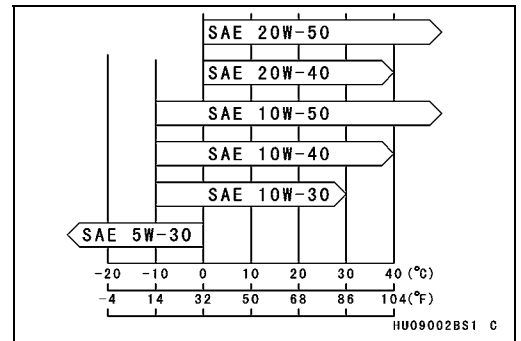 SAE 20W-50
SAE 20W-40
SAE 10W-50
SAE 10W-40
SAE 10W-30
SAE 5W-30
-20 -10 0 10 20 30 40 (°C)
-4 14 32 50 68 86 104(°F)
HU09002BS1 C